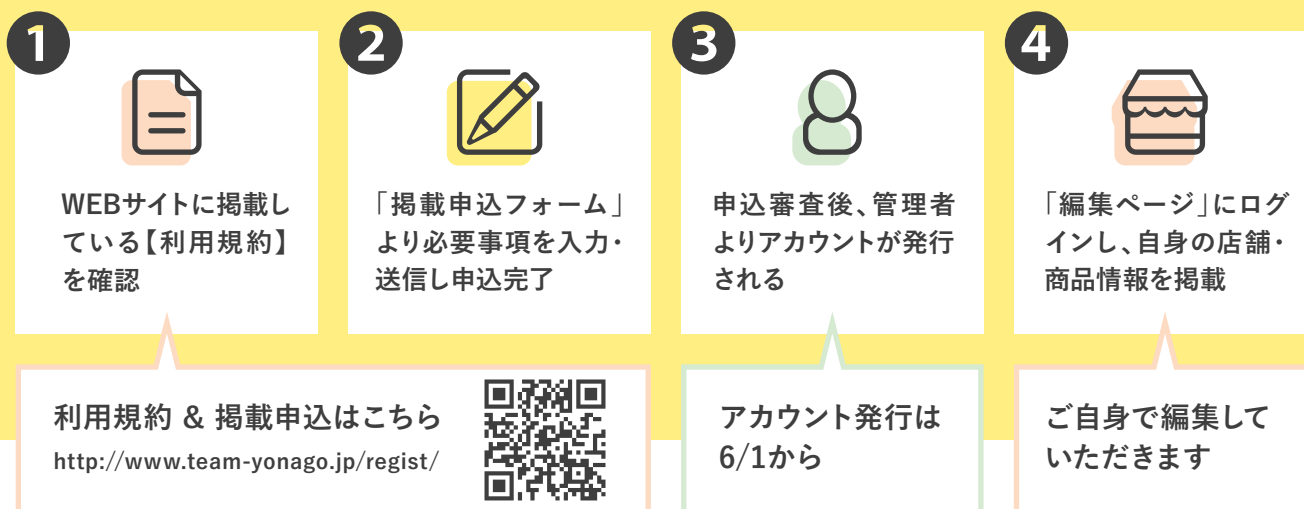 1
WEBサイトに掲載し
ている【利用規約】
を確認
2
「掲載申込フォーム」
より必要事項を入力・
送信し申込完了
3
申込審査後、管理者
よりアカウントが発行
される
4
「編集ページ」にログ
インし、自身の店舗・
商品情報を掲載
利用規約 & 掲載申込はこちら
http://www.team-yonago.jp/regist/
アカウント発行は
6/1から
ご自身で編集して
いただきます